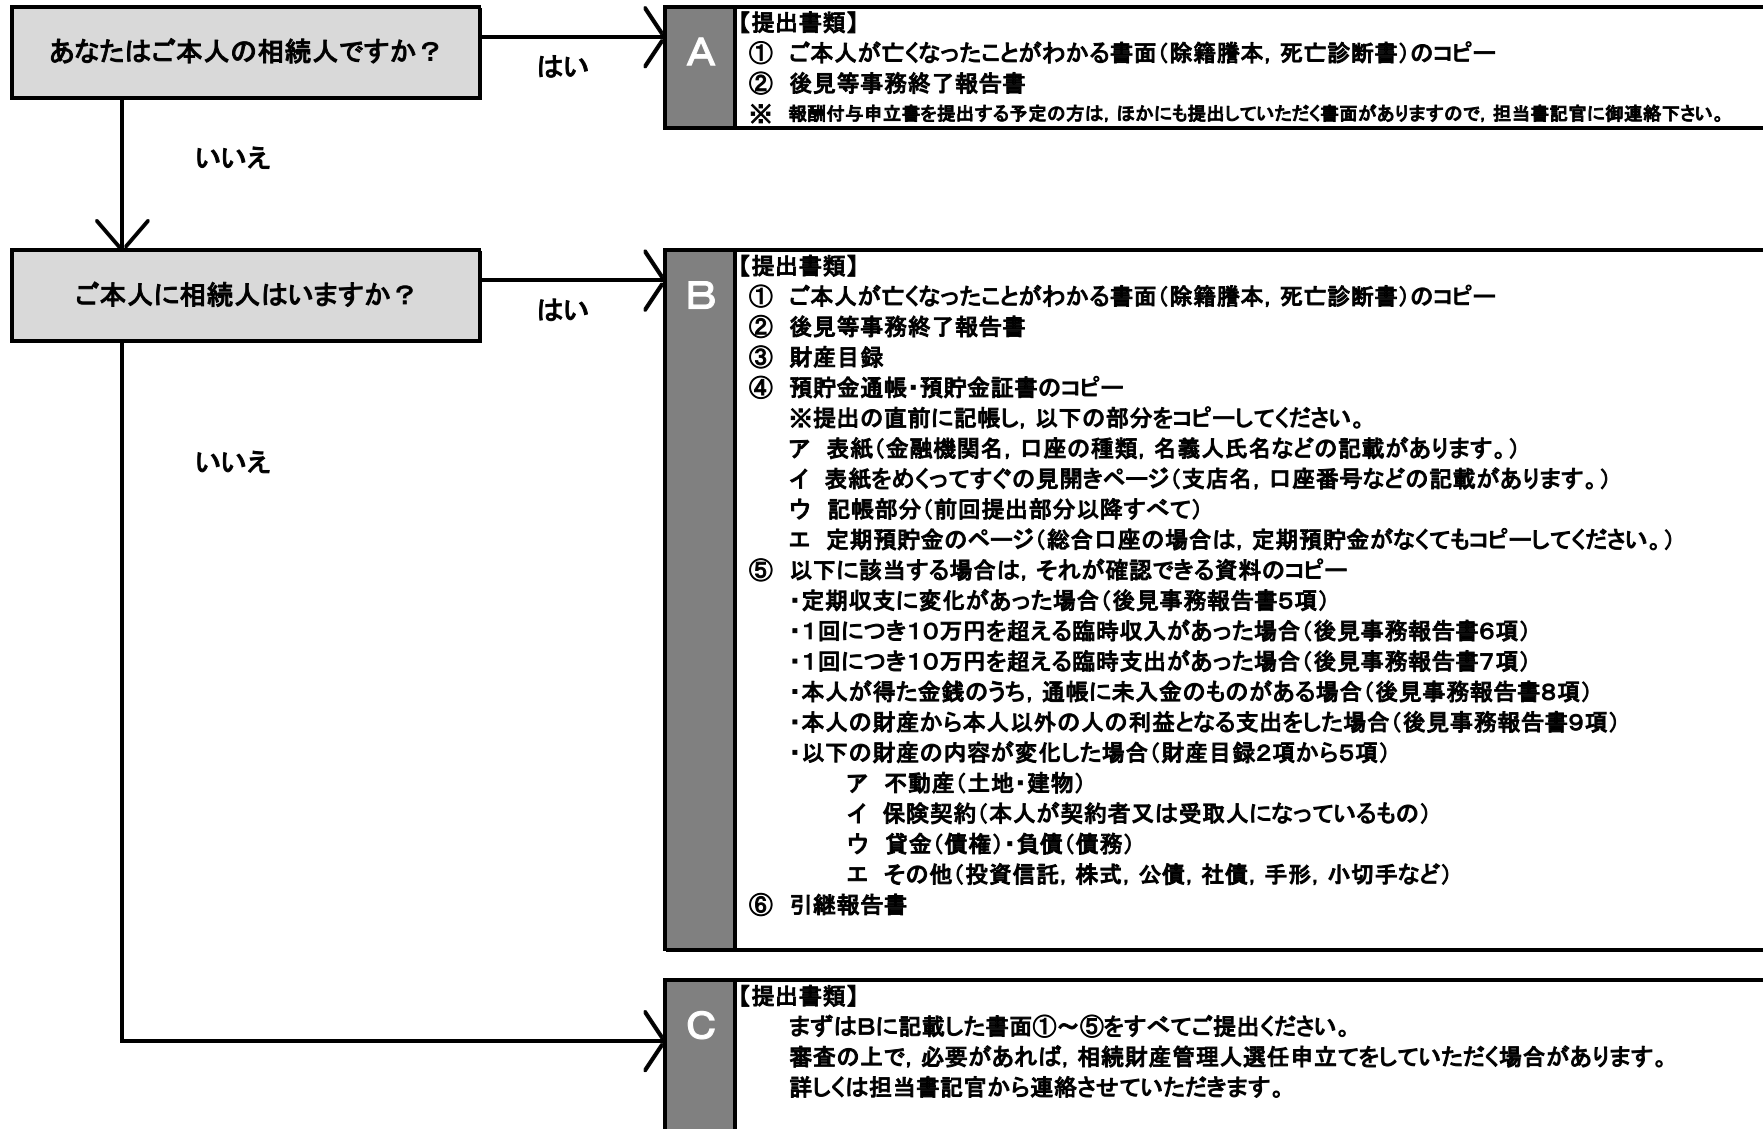 あなたはご本人の相続人ですか？
はい
A
【提出書類】
① ご本人が亡くなったことがわかる書面（除籍謄本，死亡診断書）のコピー
② 後見等事務終了報告書
※ 報酬付与申立書を提出する予定の方は，ほかにも提出していただく書面がありますので，担当書記官に御連絡下さい。
いいえ
ご本人に相続人はいますか？
はい
B
【提出書類】
① ご本人が亡くなったことがわかる書面（除籍謄本，死亡診断書）のコピー
② 後見等事務終了報告書
③ 財産目録
④ 預貯金通帳・預貯金証書のコピー
※提出の直前に記帳し，以下の部分をコピーしてください。
ア 表紙（金融機関名，口座の種類，名義人氏名などの記載があります。）
イ 表紙をめくってすぐの見開きページ（支店名，口座番号などの記載があります。）
ウ 記帳部分（前回提出部分以降すべて）
エ 定期預貯金のページ（総合口座の場合は，定期預貯金がなくてもコピーしてください。）
⑤ 以下に該当する場合は，それが確認できる資料のコピー
・定期収支に変化があった場合（後見事務報告書5項）
・1回につき10万円を超える臨時収入があった場合（後見事務報告書6項）
・1回につき10万円を超える臨時支出があった場合（後見事務報告書7項）
・本人が得た金銭のうち，通帳に未入金のものがある場合（後見事務報告書8項）
・本人の財産から本人以外の人の利益となる支出をした場合（後見事務報告書9項）
・以下の財産の内容が変化した場合（財産目録2項から5項）
ア 不動産（土地・建物）
イ 保険契約（本人が契約者又は受取人になっているもの）
ウ 貸金（債権）・負債（債務）
エ その他（投資信託，株式，公債，社債，手形，小切手など）
⑥ 引継報告書
いいえ
C
【提出書類】
まずはBに記載した書面①～⑤をすべてご提出ください。
審査の上で，必要があれば，相続財産管理人選任申立てをしていただく場合があります。
詳しくは担当書記官から連絡させていただきます。